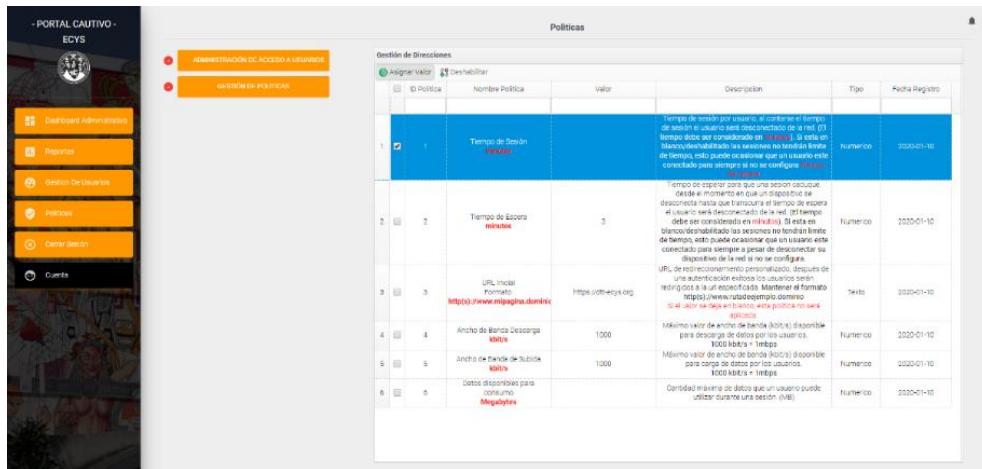 - PORTAL CAUTIVO -
ECYS
Dashboard Administrativo
Reportes
Gestion De Usuarios
Politicas
Cerrar Sesión
Cuenta
Politicas
ADMINISTRACIÓN DE ACCESO A USUARIOS
GESTIÓN DE POLITICAS
Gestión de Direcciones
Asignar Valor Deshabilitar
ID Politica Nombre Politica Valor Descripcion Tipo Fecha Registro
1 1 Tiempo de Sesión Numerico 2020-01-10
minutos
Tiempo de sesión por usuario, al contarse el tiempo
de sesión el usuario será desconectado de la red. (El
tiempo debe ser considerado en minutos). Si esta en
blanco/deshabilitado las sesiones no tendrán limite
de tiempo, esto puede ocasionar que un usuario este
conectado para siempre si no se configura
2 2 Tiempo de Espera 3 Numerico 2020-01-10
minutos
Tiempo de esperar para que una sesión caduque,
desde el momento en que un dispositivo se
desconecta hasta que transcurra el tiempo de espera
el usuario será desconectado de la red. (El tiempo
debe ser considerado en minutos). Si esta en
blanco/deshabilitado las sesiones no tendrán limite
de tiempo, esto puede ocasionar que un usuario este
conectado para siempre a pesar de desconectar su
dispositivo de la red si no se configura.
3 3 URL Inicial Texto 2020-01-10
Formato
http(s)://www.mipagina.dominio
URL de redireccionamiento personalizado, después de
una autenticación exitosa los usuarios serán
redirigidos a la url especificada. Mantener el formato
http(s)://www.rutadeejemplo.dominio
Si el valor se deja en blanco, esta politica no será
aplicada
4 4 Ancho de Banda Descarga 1000 Numerico 2020-01-10
kbit/s
Máximo valor de ancho de banda (kbit/s) disponible
para descarga de datos por los usuarios.
1000 kbit/s = 1mbps
5 5 Ancho de Banda de Subida 1000 Numerico 2020-01-10
kbit/s
Máximo valor de ancho de banda (kbit/s) disponible
para carga de datos por los usuarios.
1000 kbit/s = 1mbps
6 6 Datos disponibles para Numerico 2020-01-10
consumo
Megabytes
Cantidad máxima de datos que un usuario puede
utilizar durante una sesión. (MB)